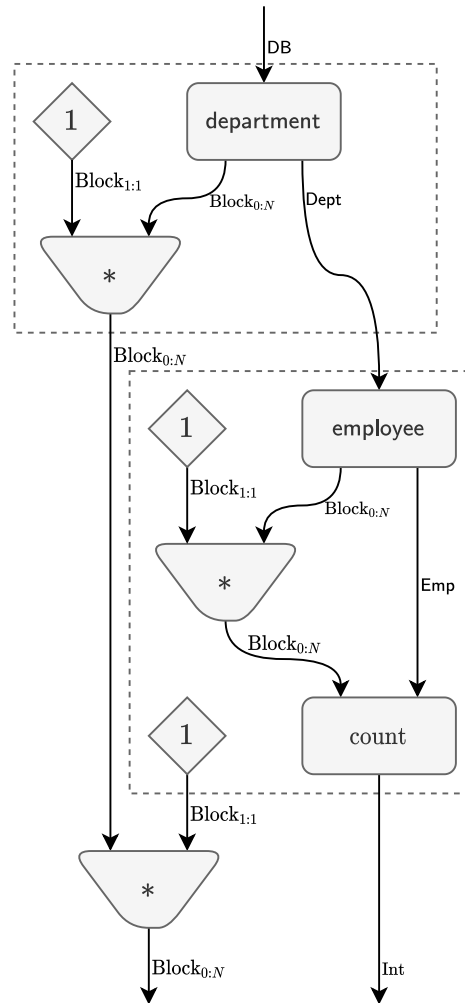 DB
1
department
Block₁:₁
Block₀:N
Dept
*
Block₀:N
1
employee
Block₁:₁
Block₀:N
*
Emp
Block₀:N
1
count
Block₁:₁
*
Block₀:N
Int